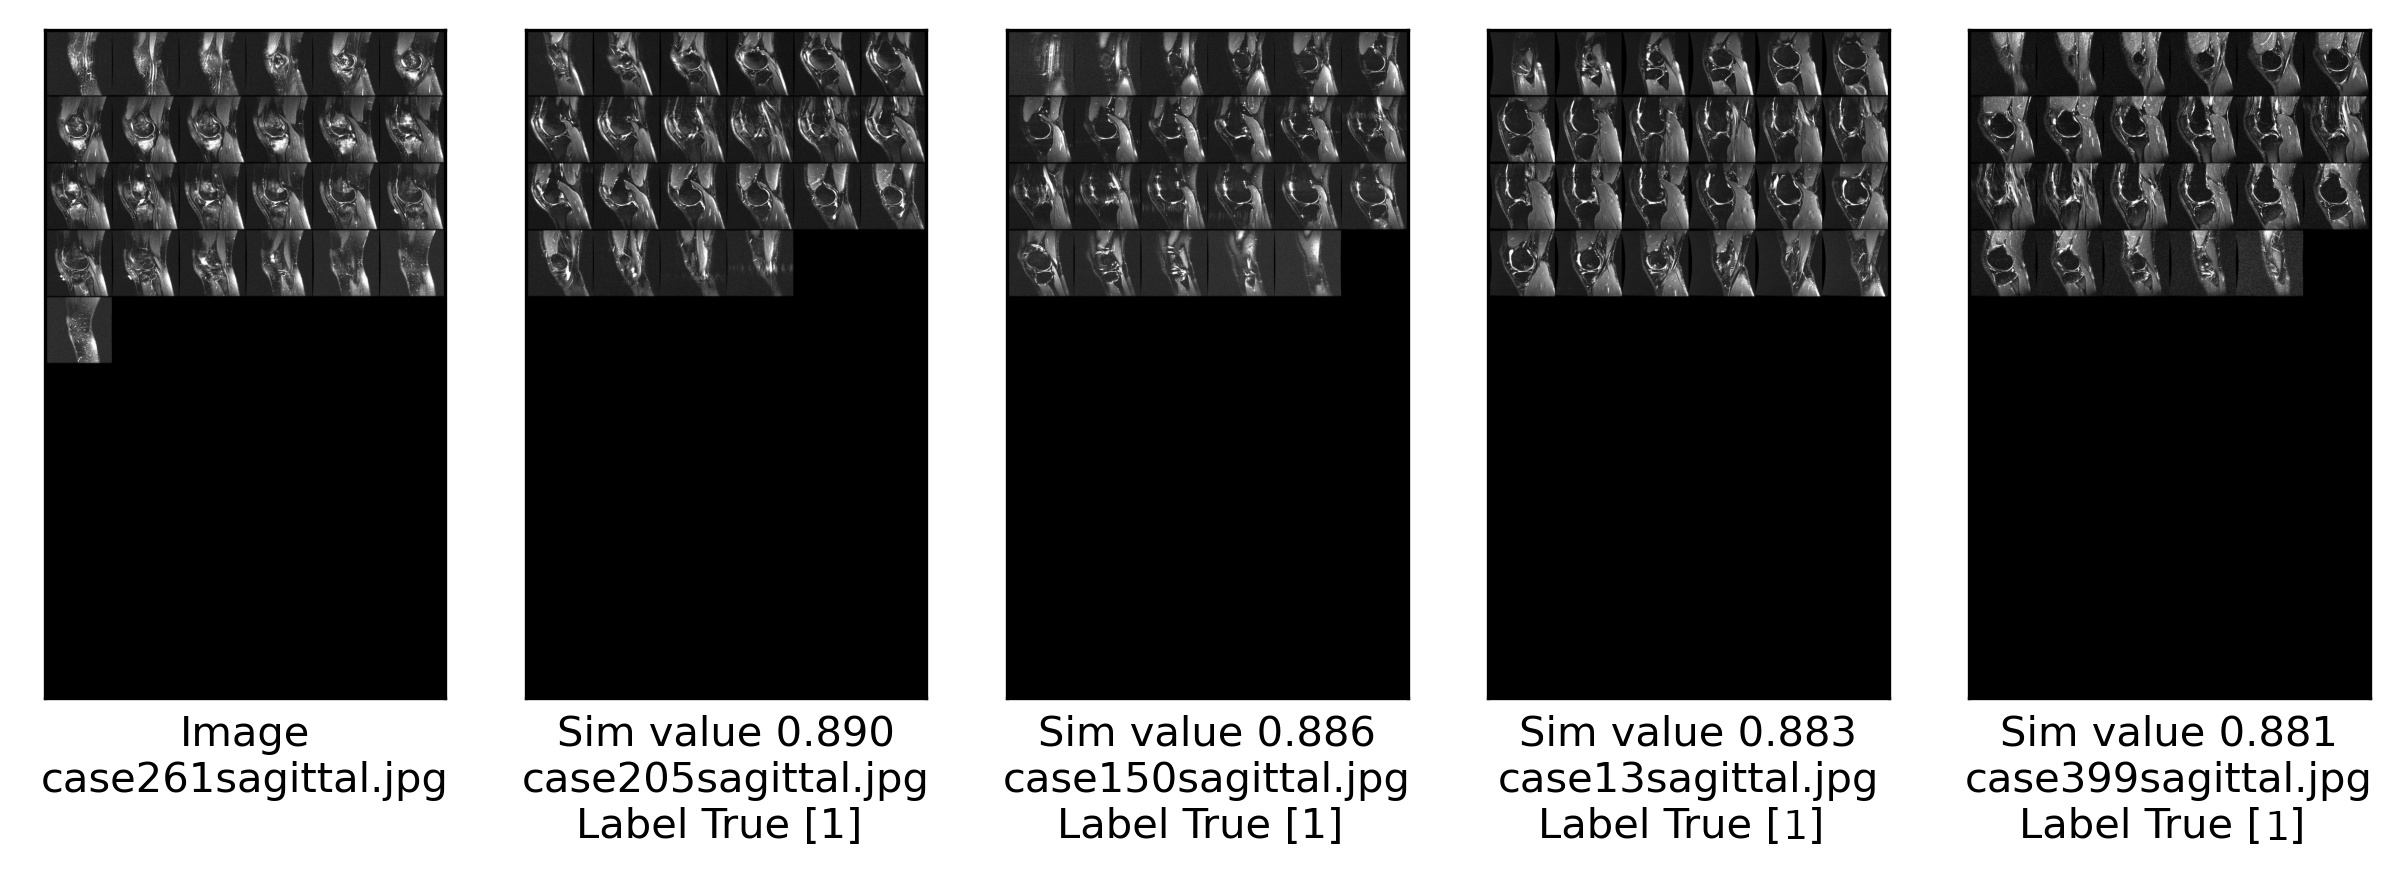 Image
case261sagittal.jpg
Sim value 0.890
case205sagittal.jpg
Label True [1]
Sim value 0.886
case150sagittal.jpg
Label True [1]
Sim value 0.883
case13sagittal.jpg
Label True [1]
Sim value 0.881
case399sagittal.jpg
Label True [1]